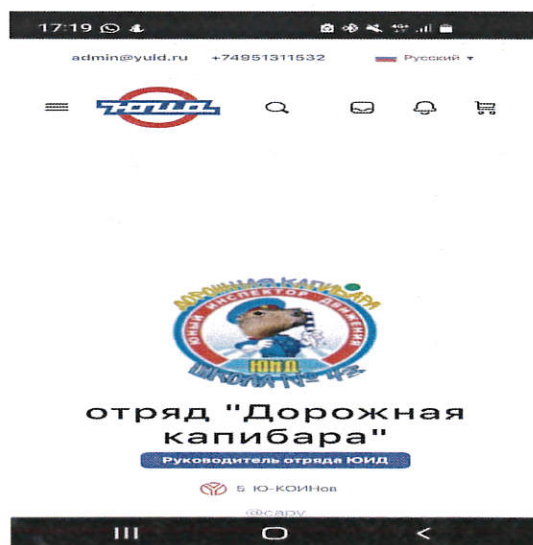 17:19
admin@yuid.ru +74951311532 Русский
ЮИД
ДОРОЖНАЯ КАПИБАРА
ЮНЫЙ ИНСПЕКТОР ДВИЖЕНИЯ
ЮИД
отряд "Дорожная
капибара"
Руководитель отряда ЮИД
5 Ю-КОИНов
@capy